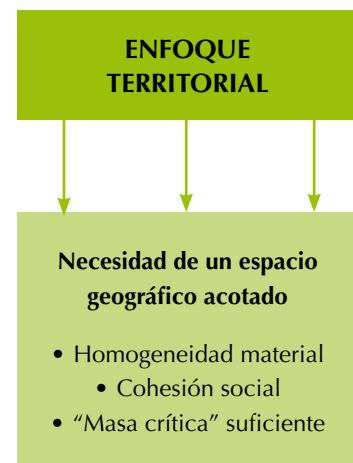 ENFOQUE
TERRITORIAL
Necesidad de un espacio
geográfico acotado
• Homogeneidad material
• Cohesión social
• “Masa crítica” suficiente